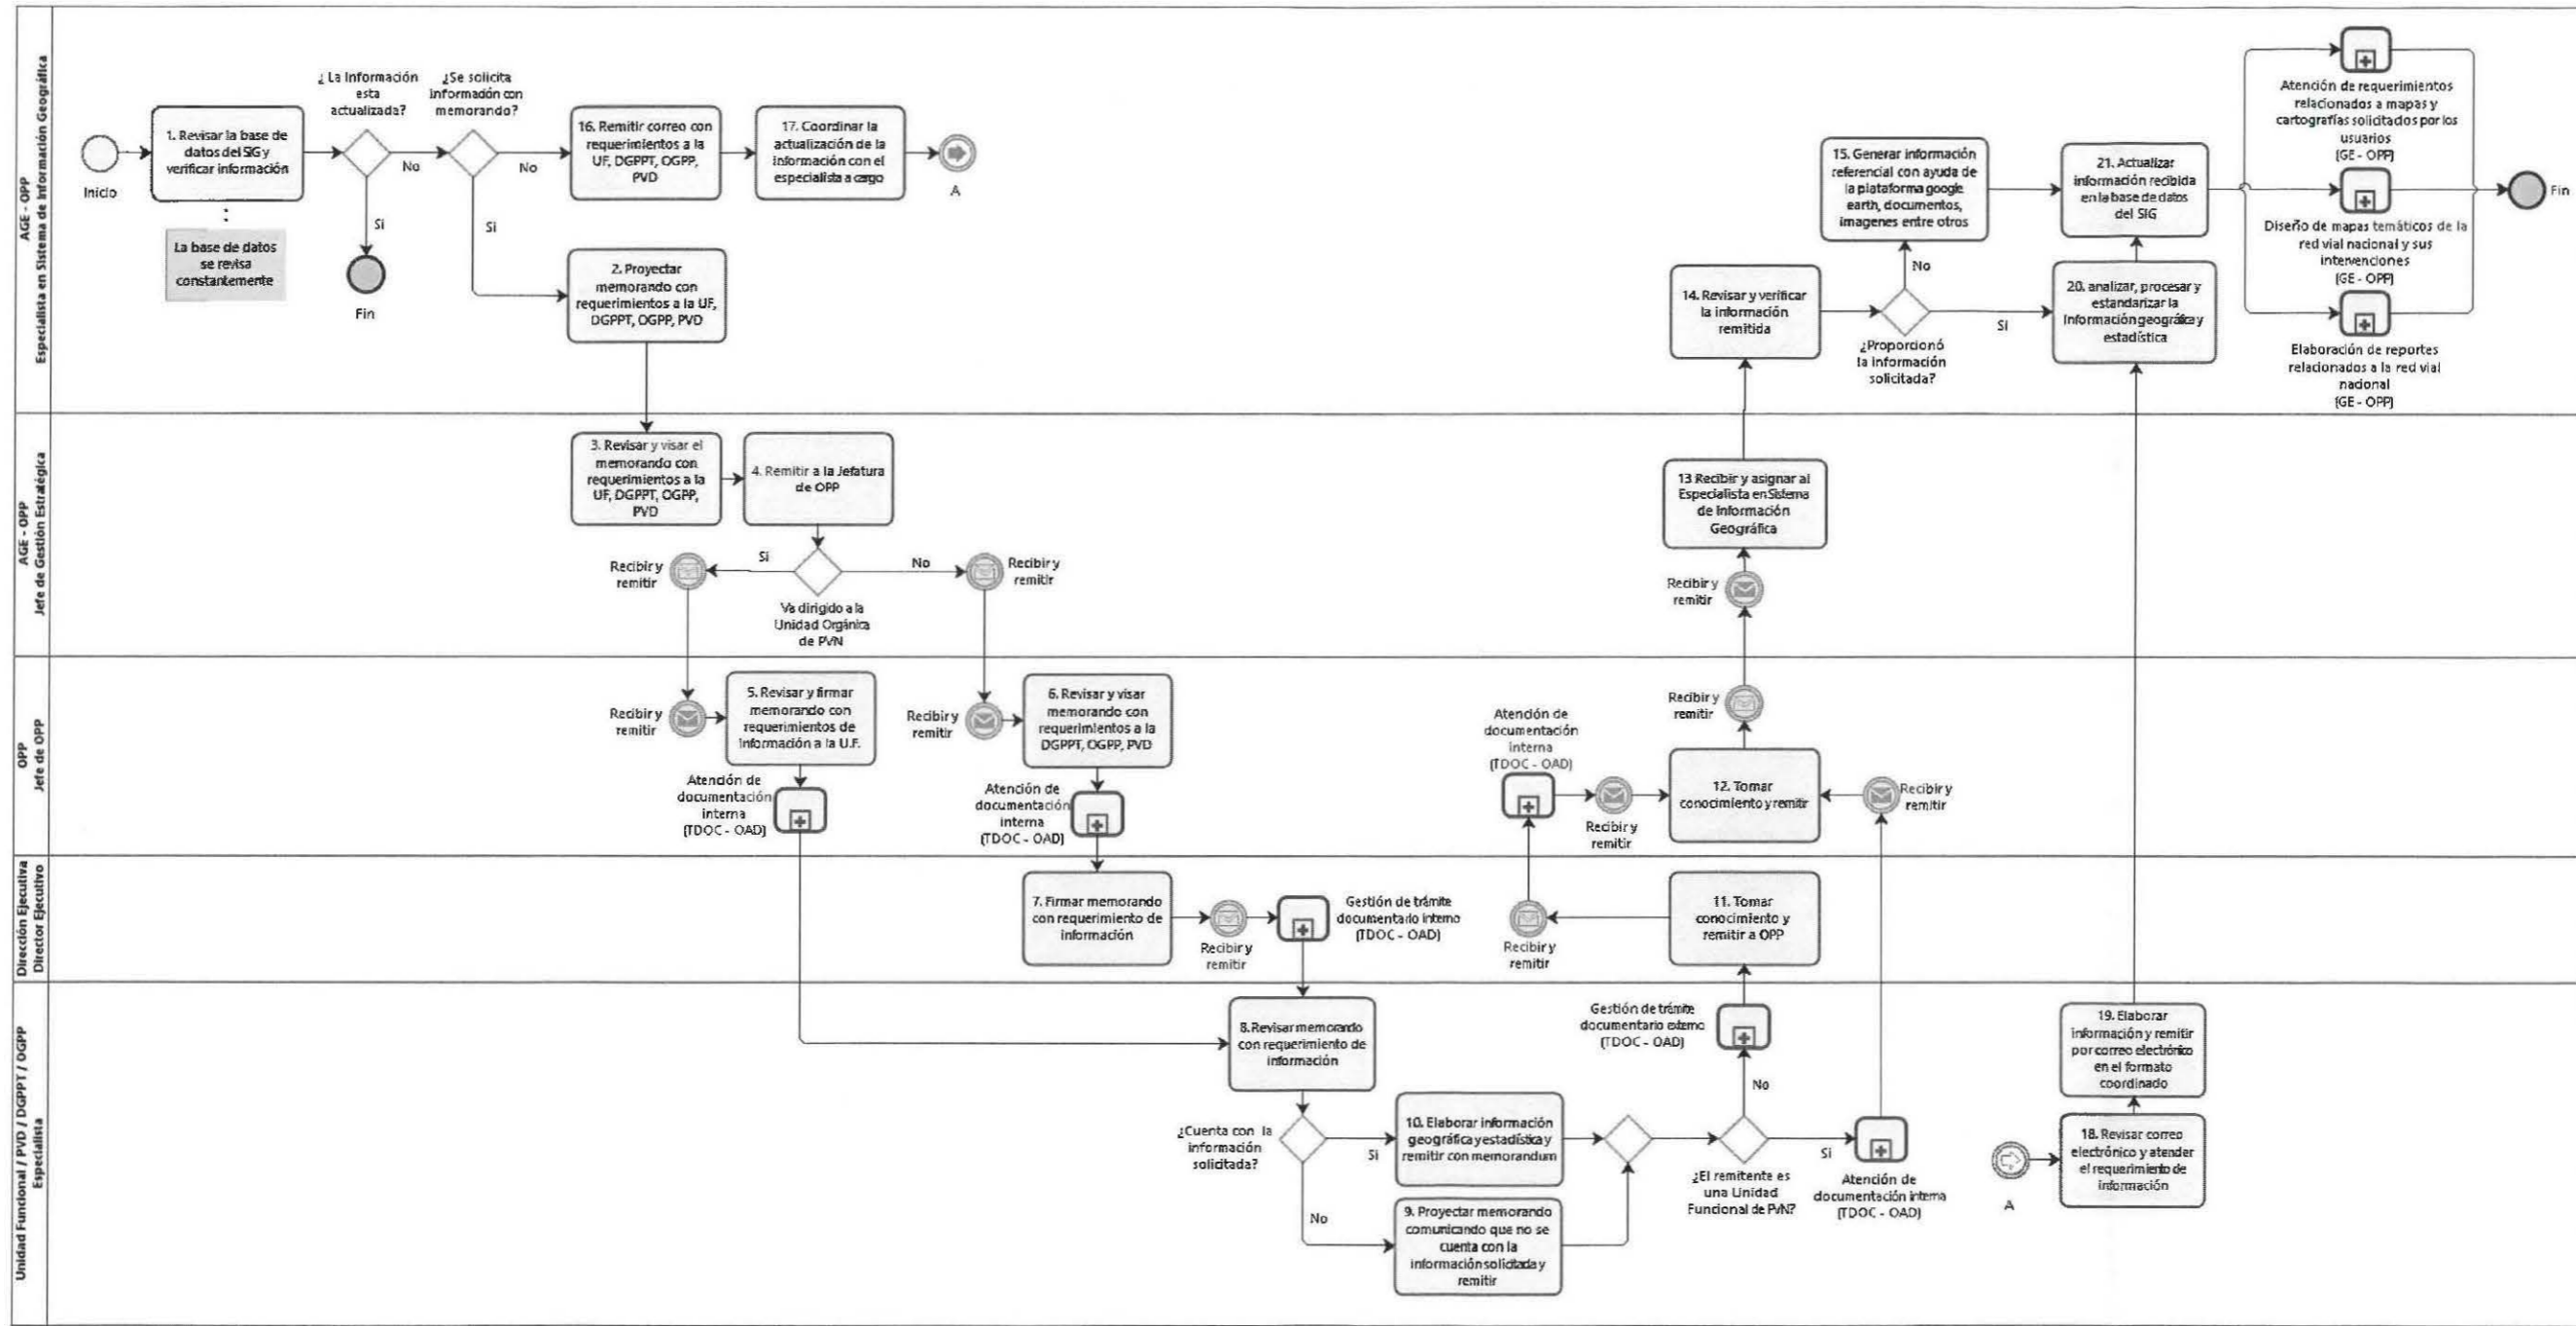 AGE - OPP
Especialista en Sistema de Información Geográfica
Inicio
1. Revisar la base de
datos del SIG y
verificar información
La base de datos
se revisa
constantemente
¿ La Información
esta
actualizada?
No
Si
Fin
¿Se solicita
Información con
memorando?
No
Si
16. Remitir correo con
requerimientos a la
UF, DGPPT, OGPP,
PVD
17. Coordinar la
actualización de la
información con el
especialista a cargo
A
2. Proyectar
memorando con
requerimientos a la UF,
DGPPT, OGPP, PVD
14. Revisar y verificar
la información
remitida
¿Proporcionó
la información
solicitada?
No
Si
15. Generar información
referencial con ayuda de
la plataforma google
earth, documentos,
imagenes entre otros
21. Actualizar
información recibida
en la base de datos
del SIG
20. analizar, procesar y
estandarizar la
Información geográfica y
estadística
Atención de requerimientos
relacionados a mapas y
cartografías solicitados por los
usuarios
(GE - OPP)
Diseño de mapas temáticos de la
red vial nacional y sus
intervenciones
(GE - OPP)
Elaboración de reportes
relacionados a la red vial
nacional
(GE - OPP)
Fin
AGE - OPP
Jefe de Gestión Estratégica
3. Revisar y visar el
memorando con
requerimientos a la
UF, DGPPT, OGPP,
PVD
4. Remitir a la Jefatura
de OPP
Recibir y
remitir
Si
No
Recibir y
remitir
Va dirigido a la
Unidad Orgánica
de PVN
13 Recibir y asignar al
Especialista en Sistema
de Información
Geográfica
Recibir y
remitir
OPP
Jefe de OPP
Recibir y
remitir
5. Revisar y firmar
memorando con
requerimientos de
Información a la U.F.
Atención de
documentación
interna
(TDOC - OAD)
Recibir y
remitir
6. Revisar y visar
memorando con
requerimientos a la
DGPPT, OGPP, PVD
Atención de
documentación
interna
(TDOC - OAD)
Atención de
documentación
interna
(TDOC - OAD)
Recibir y
remitir
Recibir y
remitir
12. Tomar
conocimiento y remitir
Recibir y
remitir
Dirección Ejecutiva
Director Ejecutivo
7. Firmar memorando
con requerimiento de
información
Recibir y
remitir
Gestión de trámite
documentario interno
(TDOC - OAD)
Recibir y
remitir
11. Tomar
conocimiento y
remitir a OPP
Unidad Funcional / PVD / DGPPT / OGPP
Especialista
8. Revisar memorando
con requerimiento de
información
¿Cuenta con la
información
solicitada?
Si
No
10. Elaborar información
geográfica y estadística y
remitir con memorandum
9. Proyectar memorando
comunicando que no se
cuenta con la
información solicitada y
remitir
Gestión de trámite
documentario externo
(TDOC - OAD)
No
¿El remitente es
una Unidad
Funcional de PVN?
Si
Atención de
documentación interna
(TDOC - OAD)
A
19. Elaborar
información y remitir
por correo electrónico
en el formato
coordinado
18. Revisar correo
electrónico y atender
el requerimiento de
información